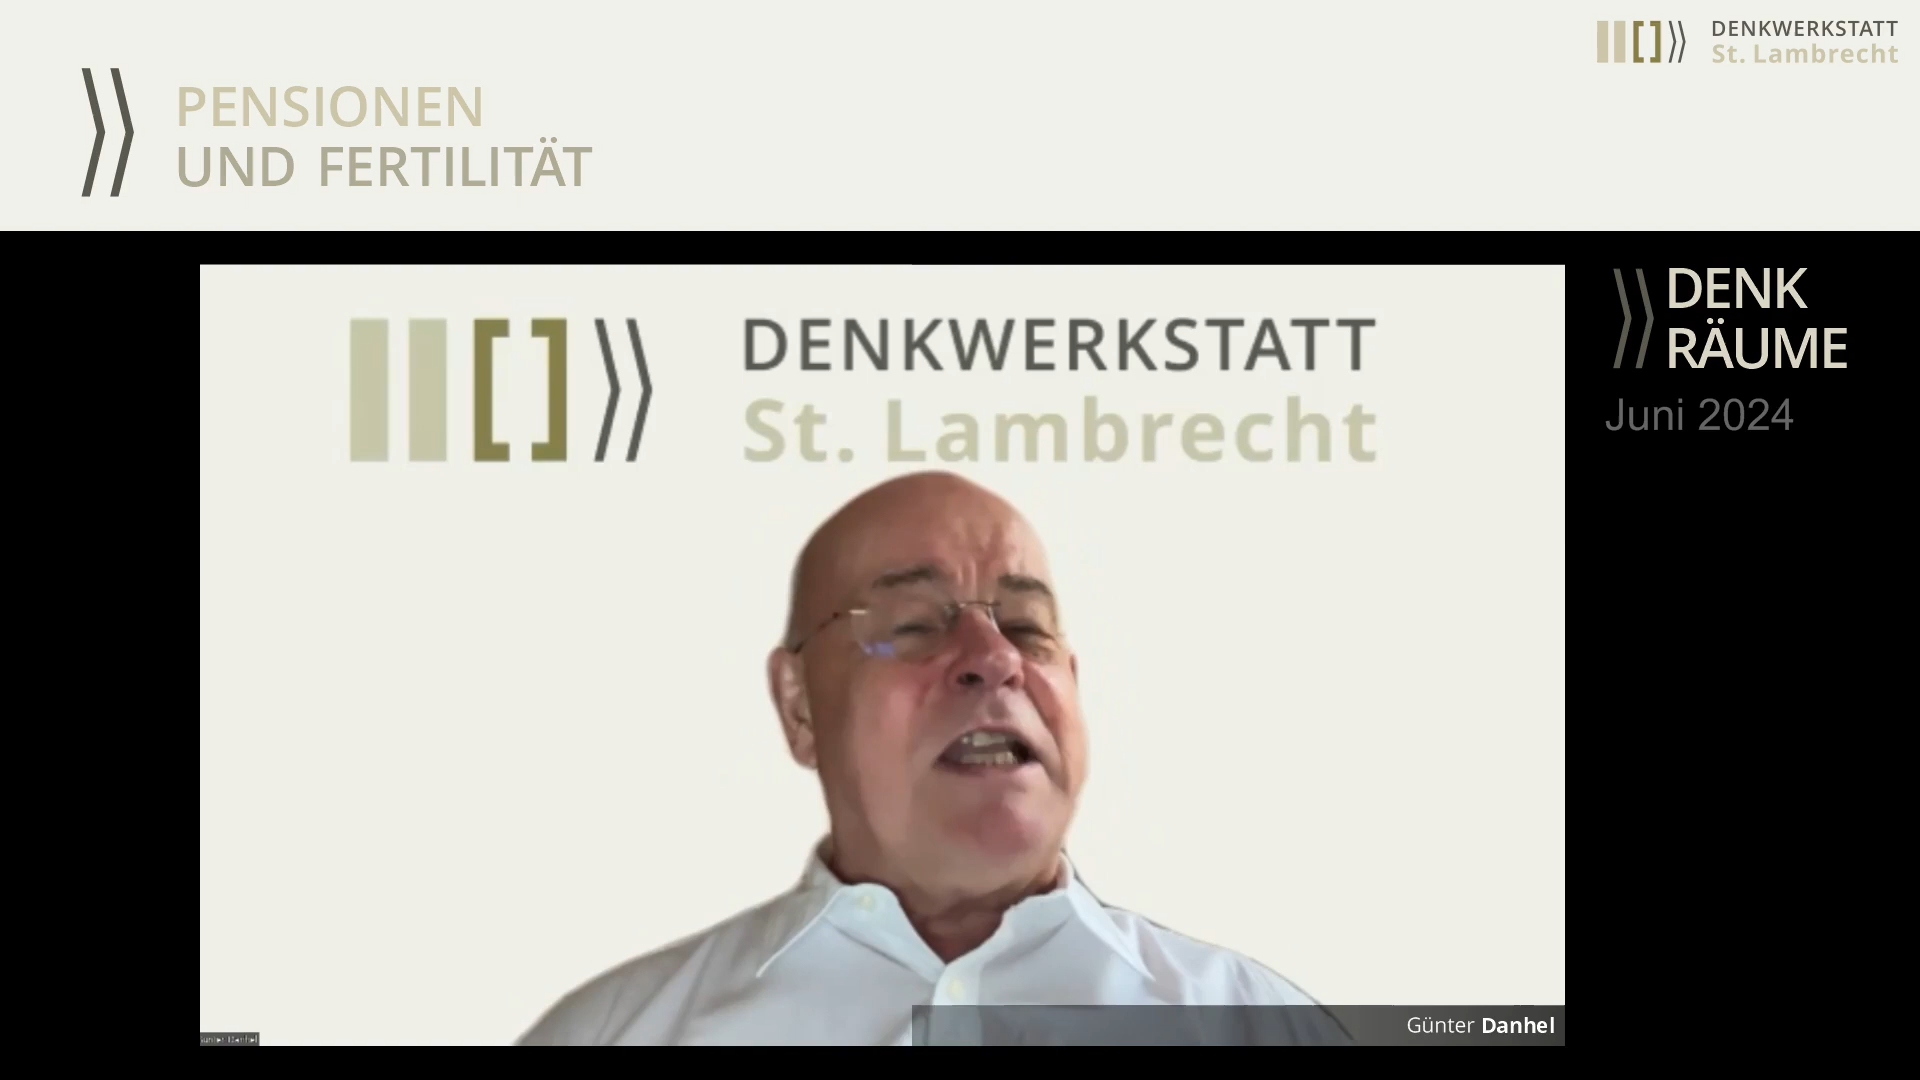 DENKWERKSTATT
St. Lambrecht
PENSIONEN
UND FERTILITÄT
DENKWERKSTATT
St. Lambrecht
DENK
RÄUME
Juni 2024
Günter Danhel